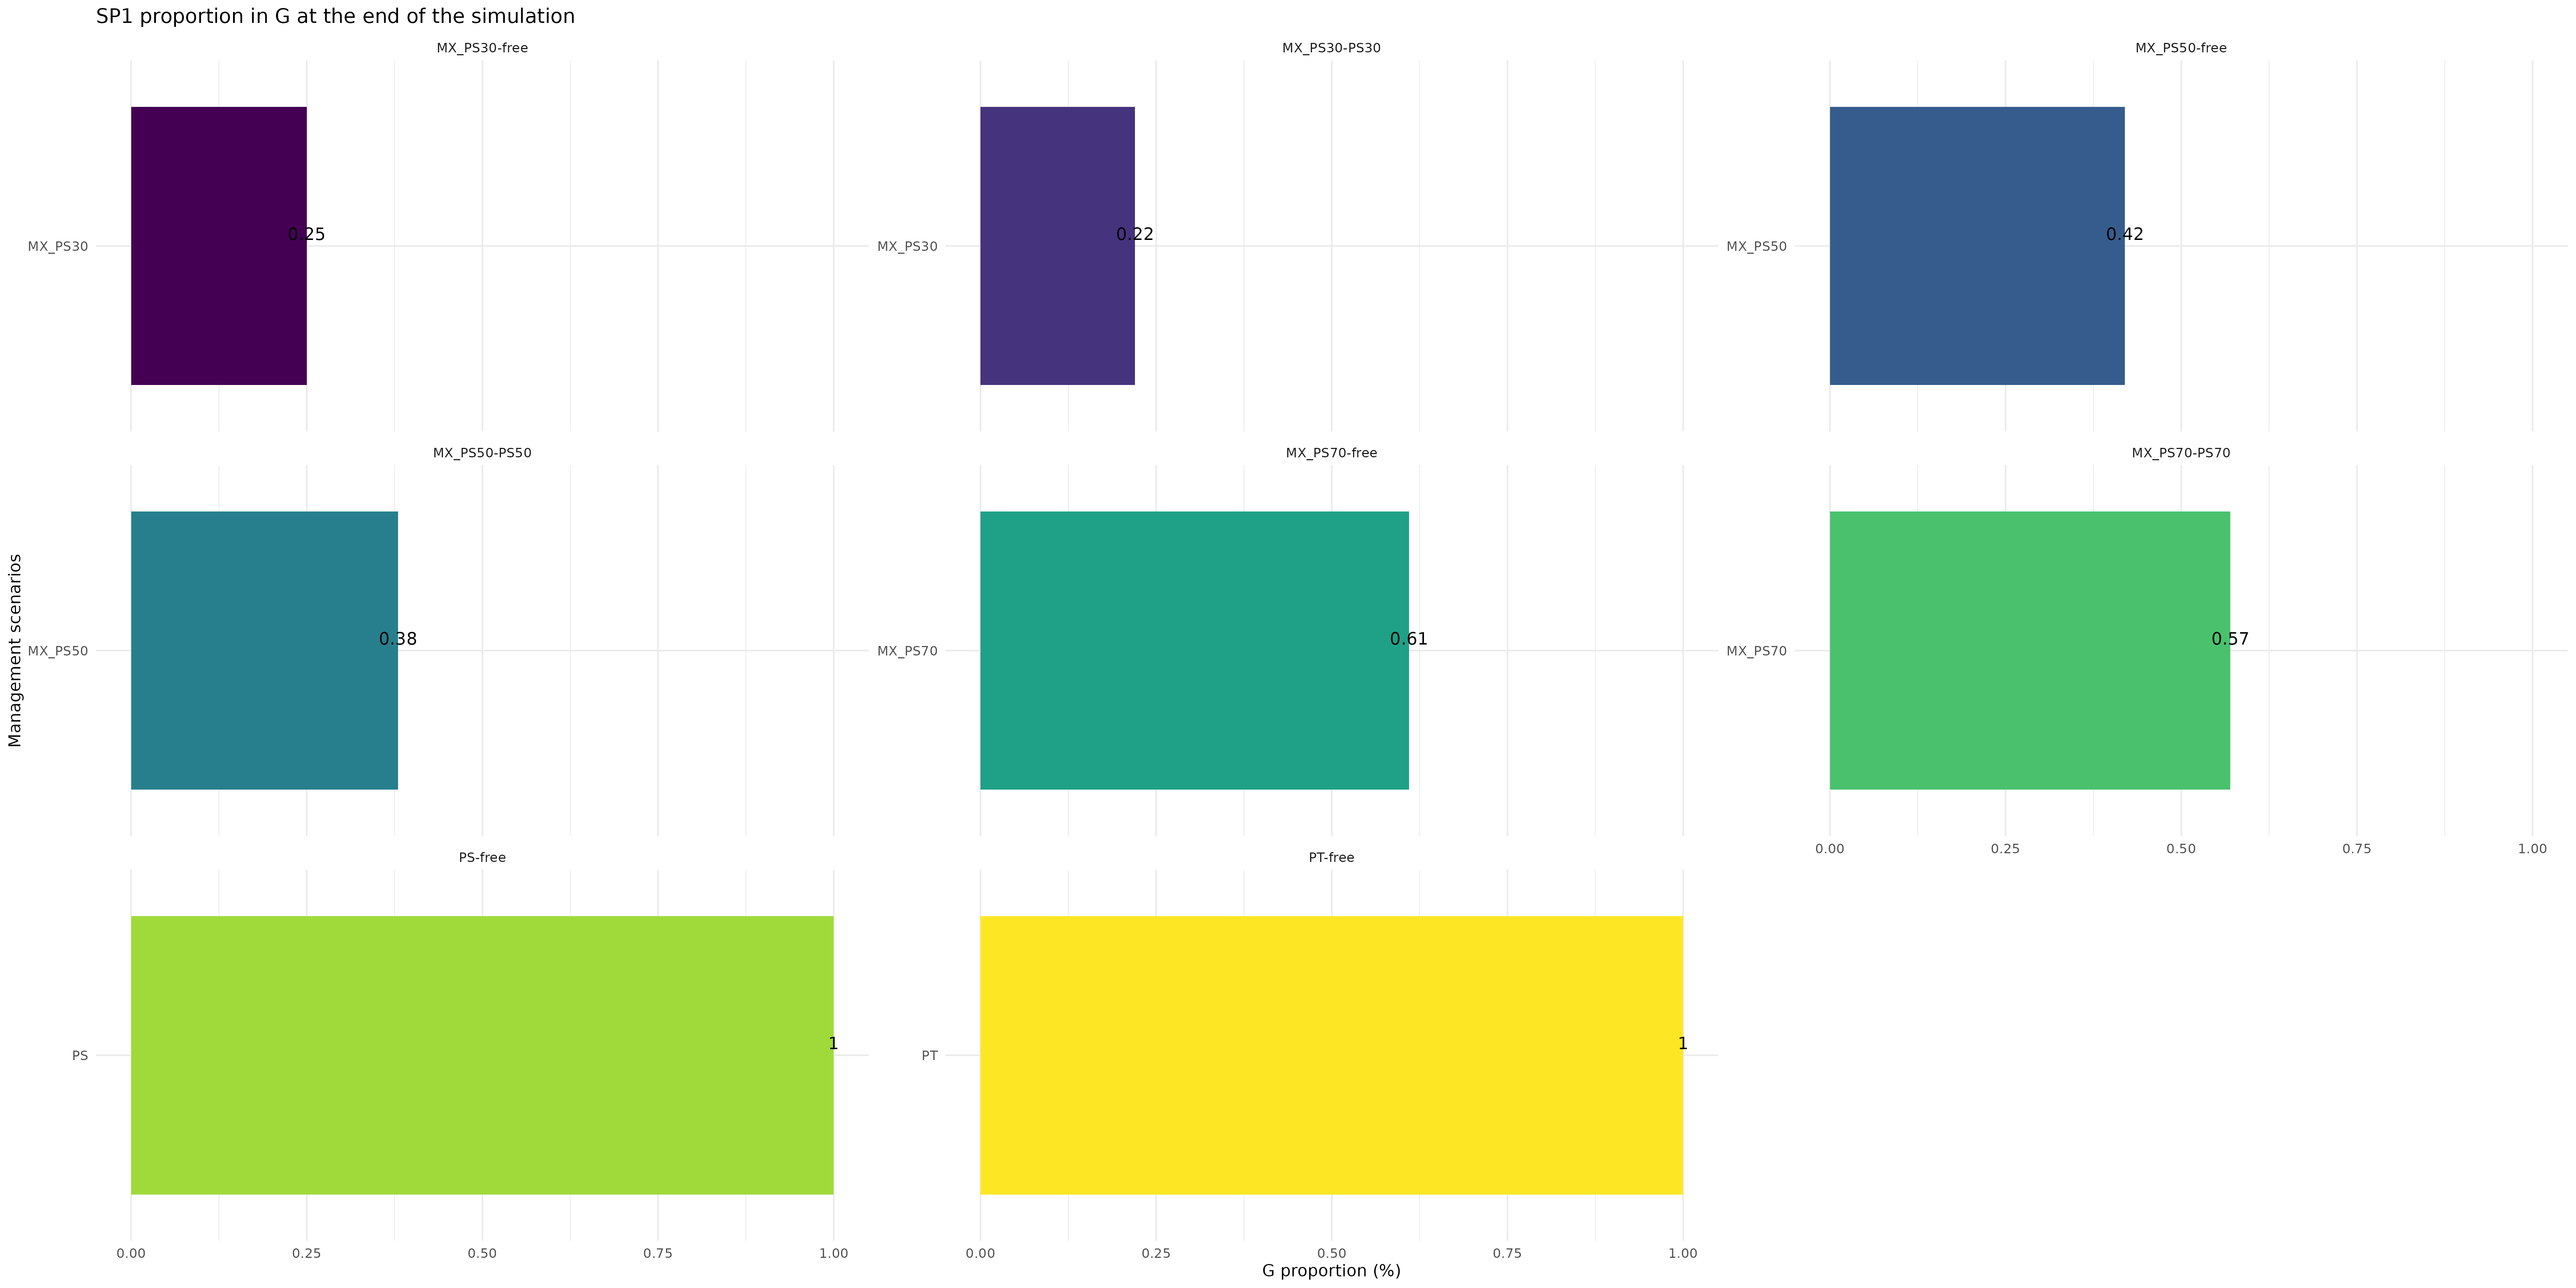 SP1 proportion in G at the end of the simulation
MX_PS30-free
MX_PS30-PS30
MX_PS50-free
MX_PS30
0.25
MX_PS30
0.22
MX_PS50
0.42
MX_PS50-PS50
MX_PS70-free
MX_PS70-PS70
MX_PS50
0.38
MX_PS70
0.61
MX_PS70
0.57
0.00 0.25 0.50 0.75 1.00
PS-free
PT-free
PS
1
PT
1
0.00 0.25 0.50 0.75 1.00
0.00 0.25 0.50 0.75 1.00
G proportion (%)
Management scenarios